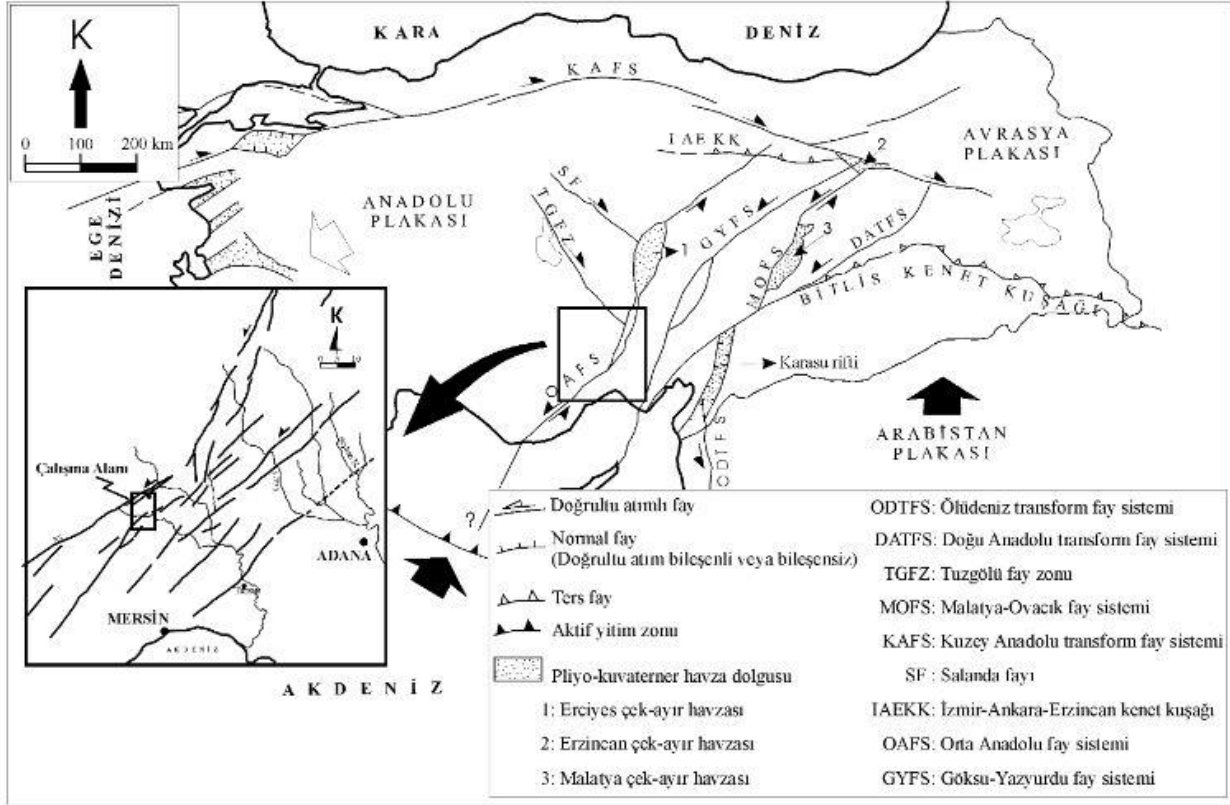 K
0 100 200 km
KARA DENİZ
KAFS
IAEKK
2
AVRASYA
PLAKASI
SF
TGFZ
ANADOLU
PLAKASI
EGE
DENİZİ
1
GYFS
3
MOFS
DATFS
BİTLİS KENET KUŞAĞI
OAFS
Karasu rifti
ARABİSTAN
PLAKASI
ODTFS
?
K
Çalışma Alanı
ADANA
MERSİN
AKDENİZ
AKDENİZ
Doğrultu atımlı fay
Normal fay
(Doğrultu atım bileşenli veya bileşensiz)
Ters fay
Aktif yitim zonu
Pliyo-kuvaterner havza dolgusu
1: Erciyes çek-ayır havzası
2: Erzincan çek-ayır havzası
3: Malatya çek-ayır havzası
ODTFS: Ölüdeniz transform fay sistemi
DATFS: Doğu Anadolu transform fay sistemi
TGFZ: Tuzgölü fay zonu
MOFS: Malatya-Ovacık fay sistemi
KAFS: Kuzey Anadolu transform fay sistemi
SF : Salanda fayı
IAEKK: İzmir-Ankara-Erzincan kenet kuşağı
OAFS: Orta Anadolu fay sistemi
GYFS: Göksu-Yazyurdu fay sistemi